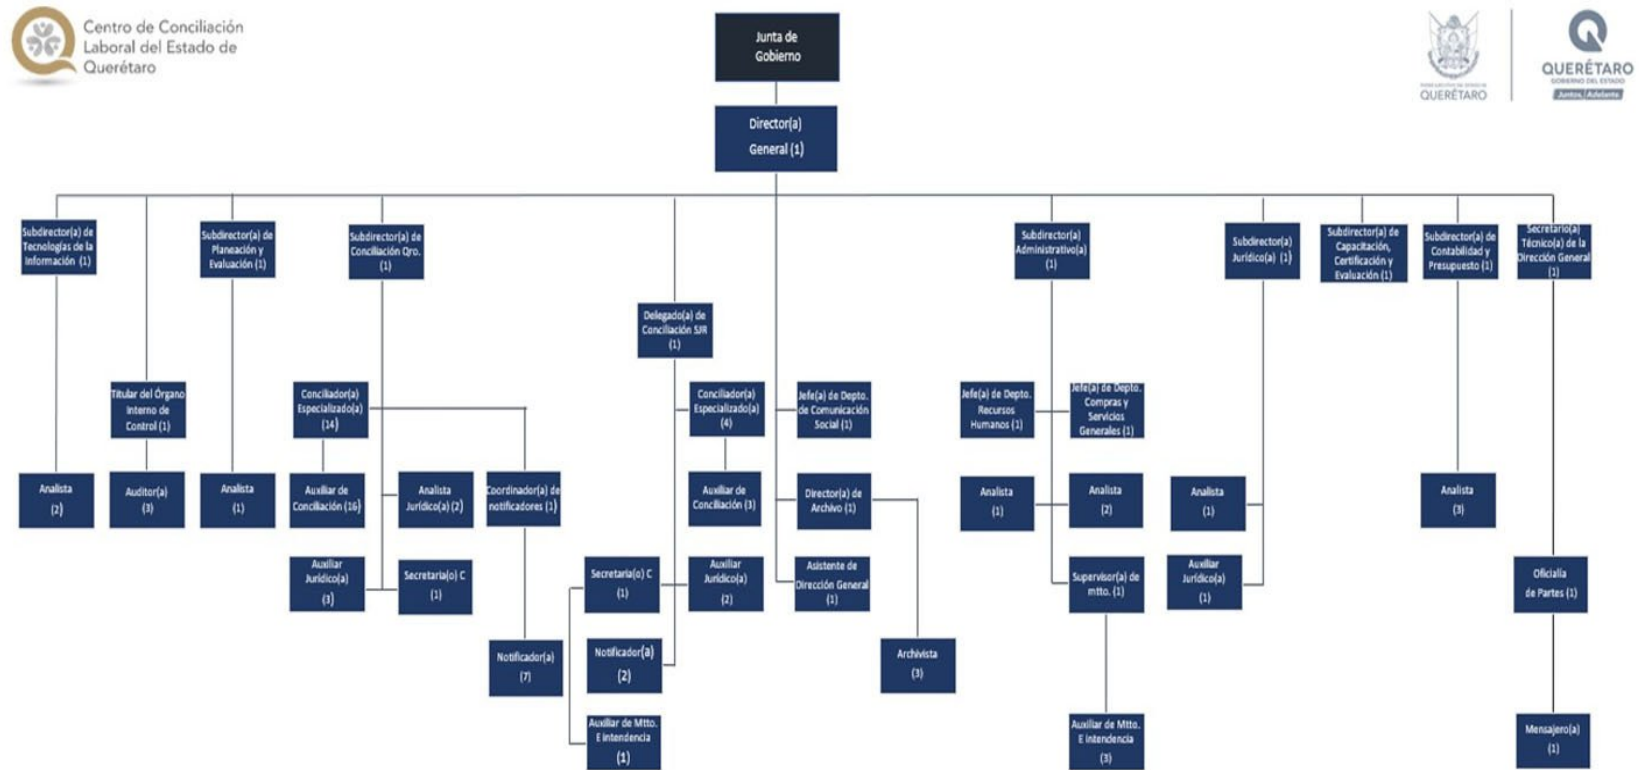 Centro de Conciliación
Laboral del Estado de
Querétaro
Junta de
Gobierno
QUERÉTARO
QUERÉTARO
GOBIERNO DEL ESTADO
Juntos, Adelante
Director(a)
General (1)
Subdirector(a) de
Tecnologías de la
Información (1)
Subdirector(a) de
Planeación y
Evaluación (1)
Subdirector(a) de
Conciliación Qro.
(1)
Subdirector(a)
Administrativo(a)
(1)
Subdirector(a)
Jurídico(a) (1)
Subdirector(a) de
Capacitación,
Certificación y
Evaluación (1)
Subdirector(a) de
Contabilidad y
Presupuesto (1)
Secretario(a)
Técnico(a) de la
Dirección General
(1)
Delegado(a) de
Conciliación SJR
(1)
Titular del Órgano
Interno de
Control (1)
Conciliador(a)
Especializado(a)
(14)
Conciliador(a)
Especializado(a)
(4)
Jefe(a) de Depto.
de Comunicación
Social (1)
Jefe(a) de Depto.
Recursos
Humanos (1)
Jefe(a) de Depto.
Compras y
Servicios
Generales (1)
Analista
(2)
Auditor(a)
(3)
Analista
(1)
Auxiliar de
Conciliación (16)
Analista
Jurídico(a) (2)
Coordinador(a) de
notificadores (1)
Auxiliar de
Conciliación (3)
Director(a) de
Archivo (1)
Analista
(1)
Analista
(2)
Analista
(1)
Analista
(3)
Auxiliar
Jurídico(a)
(3)
Secretaria(o) C
(1)
Secretaria(o) C
(1)
Auxiliar
Jurídico(a)
(2)
Asistente de
Dirección General
(1)
Supervisor(a) de
mtto. (1)
Auxiliar
Jurídico(a)
(1)
Oficialía
de Partes (1)
Notificador(a)
(7)
Notificador(a)
(2)
Archivista
(3)
Auxiliar de Mtto.
E intendencia
(1)
Auxiliar de Mtto.
E intendencia
(3)
Mensajero(a)
(1)